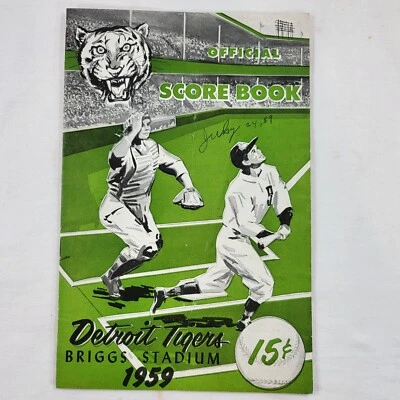 OFFICIAL
SCORE BOOK
July 24, 59
D
Detroit Tigers
BRIGGS STADIUM
1959
15¢